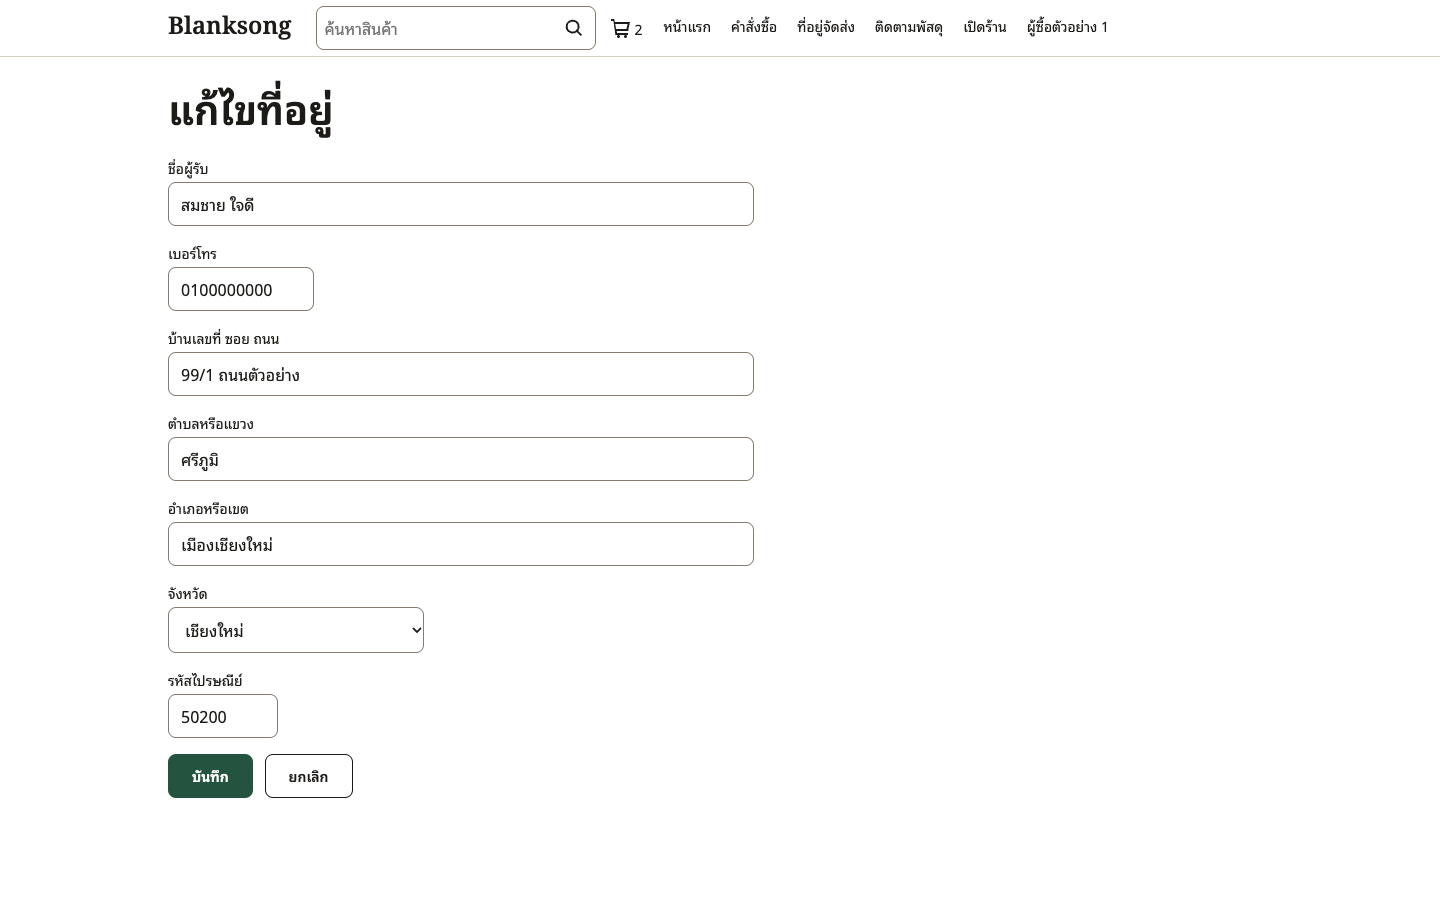 Blanksong
ค้นหาสินค้า
2
หน้าแรก
คำสั่งซื้อ
ที่อยู่จัดส่ง
ติดตามพัสดุ
เปิดร้าน
ผู้ซื้อตัวอย่าง 1
แก้ไขที่อยู่
ชื่อผู้รับ
สมชาย ใจดี
เบอร์โทร
0100000000
บ้านเลขที่ ซอย ถนน
99/1 ถนนตัวอย่าง
ตำบลหรือแขวง
ศรีภูมิ
อำเภอหรือเขต
เมืองเชียงใหม่
จังหวัด
เชียงใหม่
รหัสไปรษณีย์
50200
บันทึก
ยกเลิก